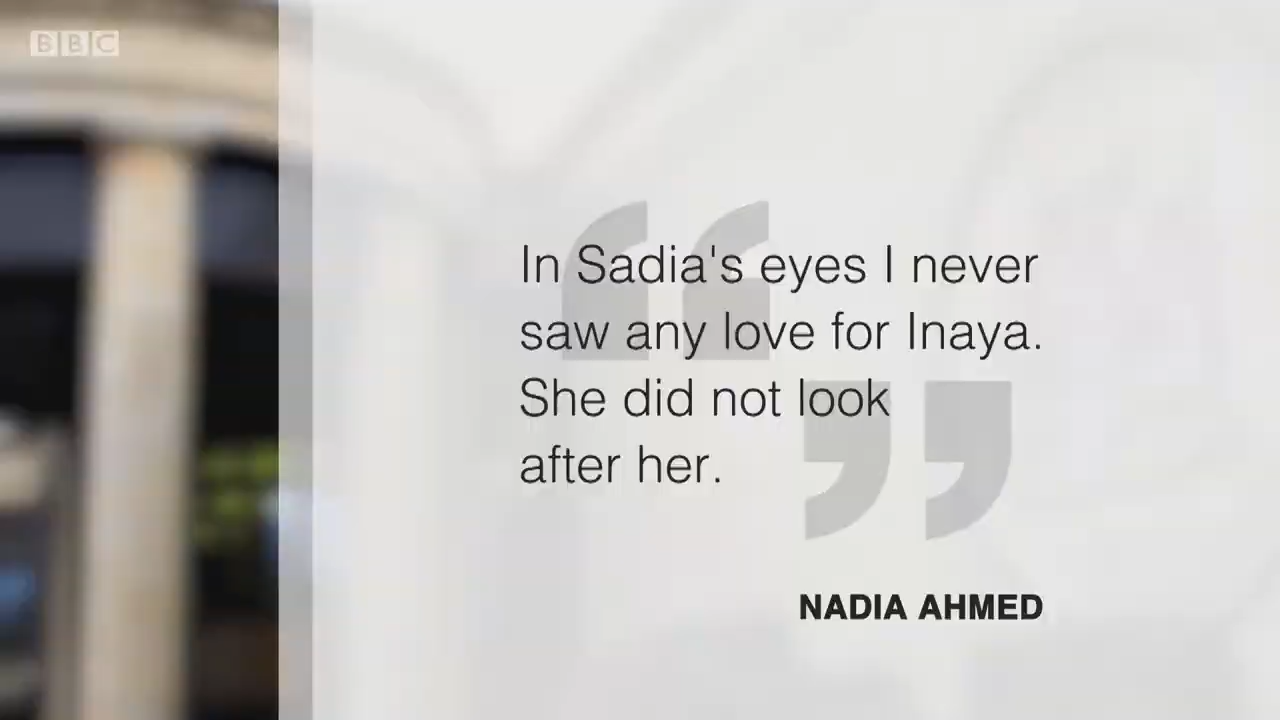 BBC
In Sadia's eyes I never
saw any love for Inaya.
She did not look
after her.
NADIA AHMED